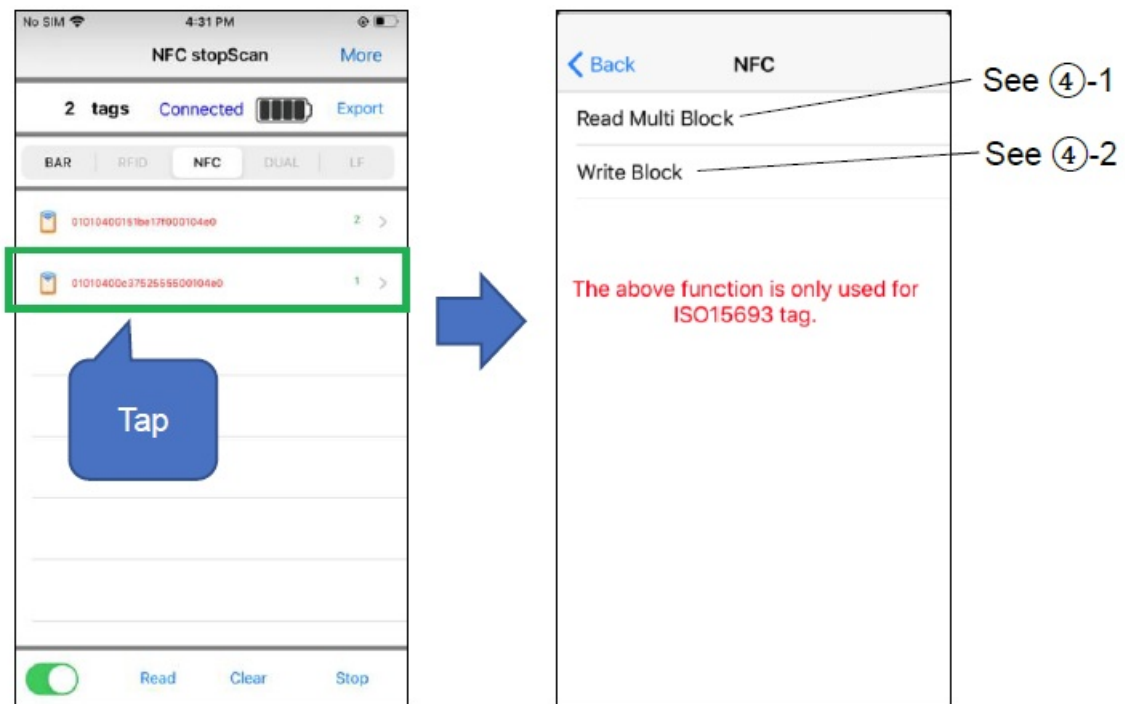 No SIM 4:31 PM
NFC stopScan More
2 tags Connected Export
BAR RFID NFC DUAL LF
2
1
Tap
Read Clear Stop
Back NFC
Read Multi Block
Write Block
The above function is only used for
ISO15693 tag.
See ④-1
See ④-2